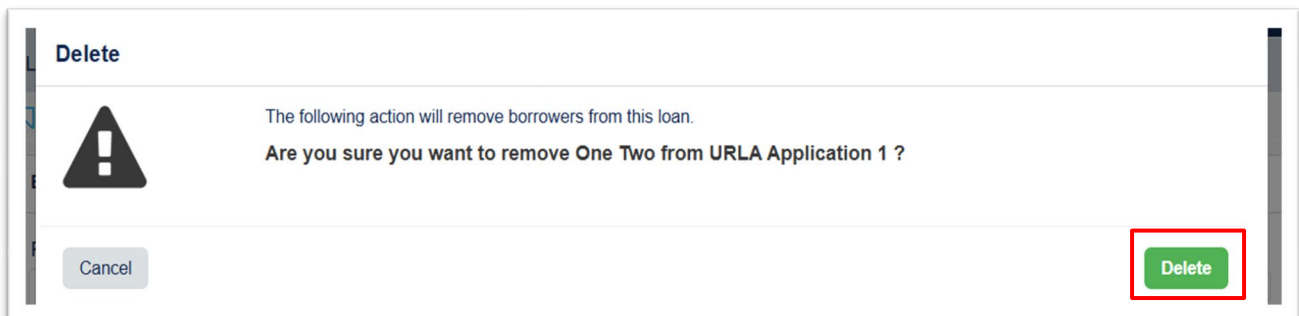 Delete
The following action will remove borrowers from this loan.
Are you sure you want to remove One Two from URLA Application 1 ?
Cancel
Delete